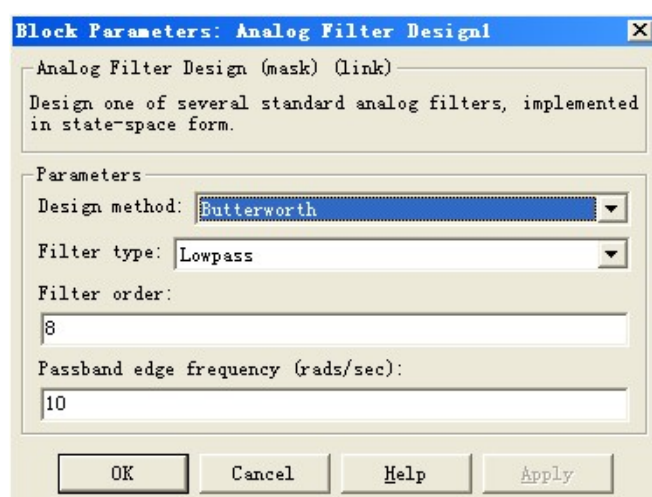 Block Parameters: Analog Filter Design1
Analog Filter Design (mask) (link)
Design one of several standard analog filters, implemented
in state-space form.
Parameters
Design method: Butterworth
Filter type: Lowpass
Filter order:
8
Passband edge frequency (rads/sec):
10
OK Cancel Help Apply